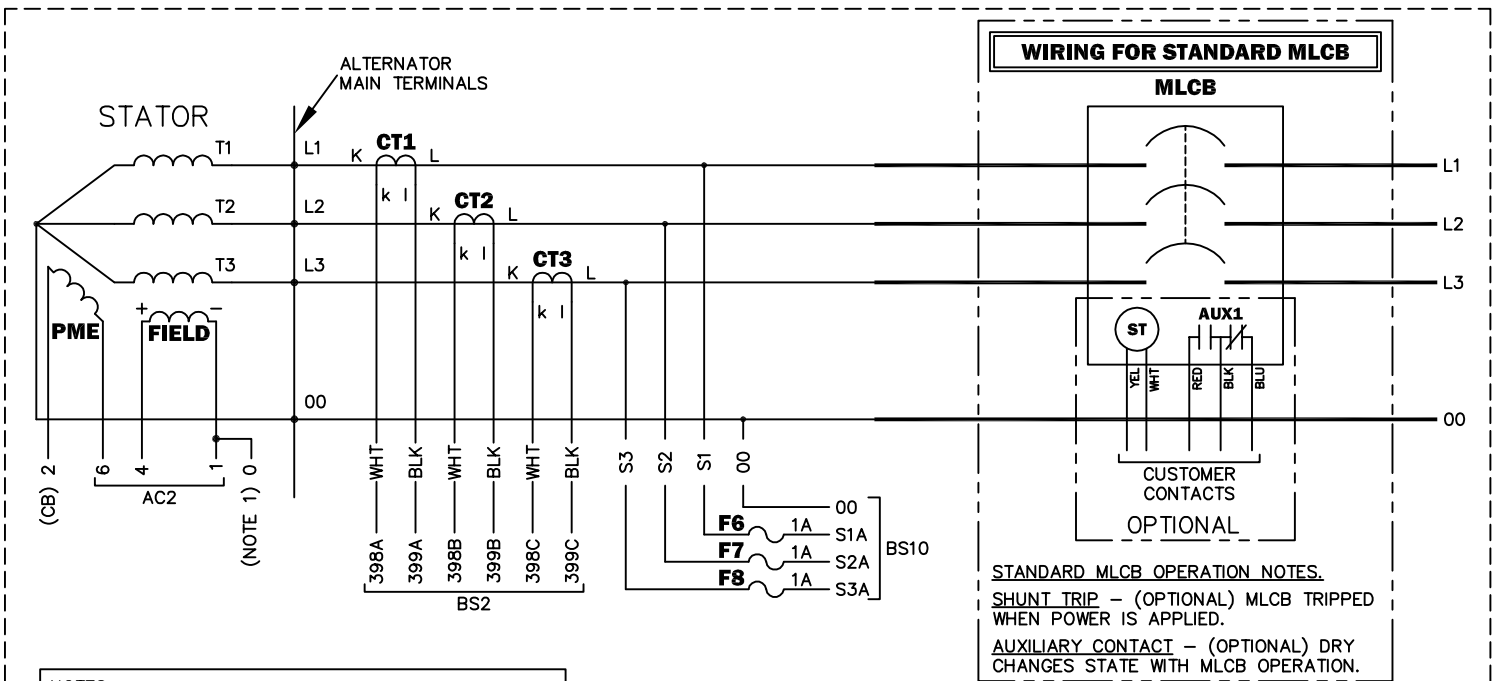 WIRING FOR STANDARD MLCB
MLCB
ALTERNATOR
MAIN TERMINALS
STATOR
T1
L1
K
CT1
L
k l
L1
T2
L2
K
CT2
L
k l
L2
T3
L3
K
CT3
L
k l
L3
PME
+
-
FIELD
ST
AUX1
YEL
WHT
RED
BLK
BLU
00
00
(CB) 2
6
4
1
(NOTE 1) 0
AC2
WHT
BLK
WHT
BLK
WHT
BLK
S3
S2
S1
00
398A
399A
398B
399B
398C
399C
BS2
00
F6
1A
S1A
F7
1A
S2A
F8
1A
S3A
BS10
CUSTOMER
CONTACTS
OPTIONAL
STANDARD MLCB OPERATION NOTES.
SHUNT TRIP – (OPTIONAL) MLCB TRIPPED
WHEN POWER IS APPLIED.
AUXILIARY CONTACT – (OPTIONAL) DRY
CHANGES STATE WITH MLCB OPERATION.